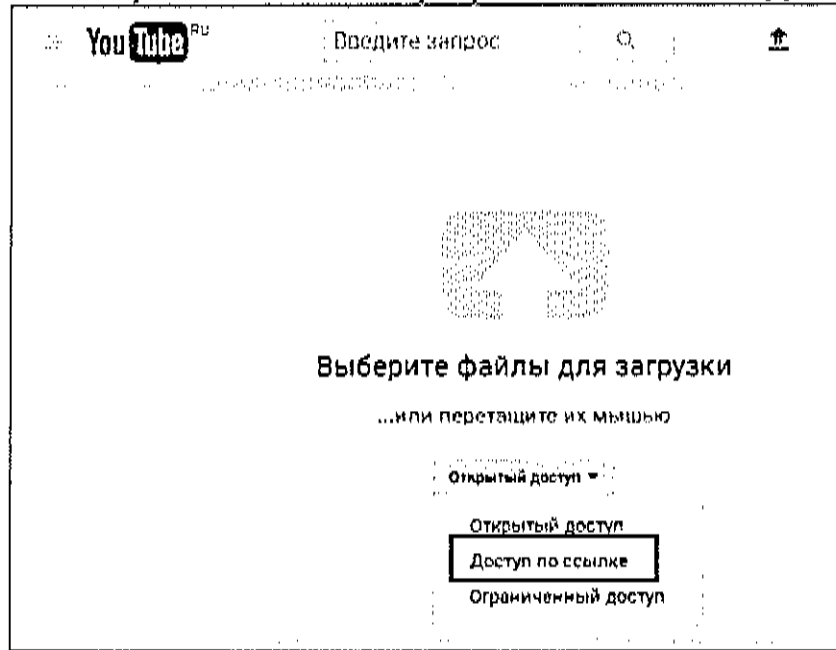 YouTube RU
Введите запрос
Выберите файлы для загрузки
...или перетащите их мышью
Открытый доступ
Открытый доступ
Доступ по ссылке
Ограниченный доступ